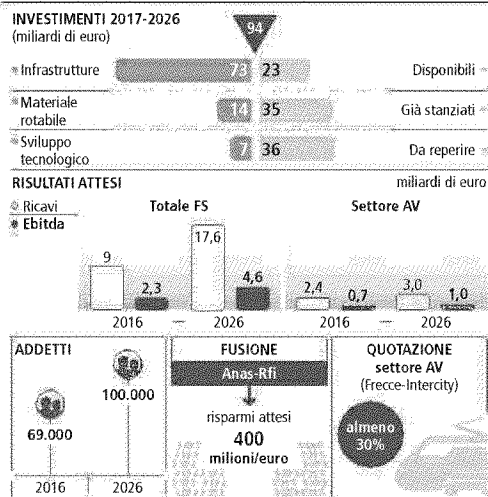 INVESTIMENTI 2017-2026
(miliardi di euro)
94
Infrastrutture 73 23 Disponibili
Materiale
rotabile 14 35 Già stanziati
Sviluppo
tecnologico 7 36 Da reperire
RISULTATI ATTESI miliardi di euro
Ricavi Totale FS Settore AV
Ebitda
17,6
9
2,3
4,6
2,4
0,7
3,0
1,0
2016 — 2026 2016 — 2026
ADDETTI
69.000
100.000
2016 2026
FUSIONE
Anas-Rfi
risparmi attesi
400
milioni/euro
QUOTAZIONE
settore AV
(Frecce-Intercity)
almeno
30%